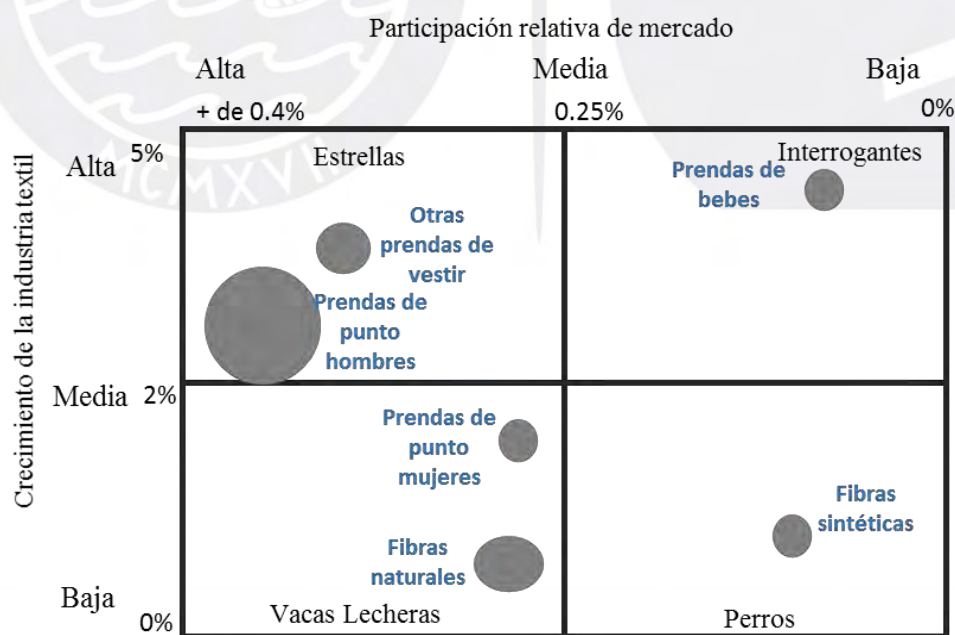 Participación relativa de mercado
Alta Media Baja
+ de 0.4% 0.25% 0%
Crecimiento de la industria textil
Alta 5%
Estrellas
Interrogantes
Prendas de
bebes
Otras
prendas de
vestir
Prendas de
punto
hombres
Media 2%
Prendas de
punto
mujeres
Fibras
sintéticas
Fibras
naturales
Baja
0%
Vacas Lecheras
Perros
ACMXVII